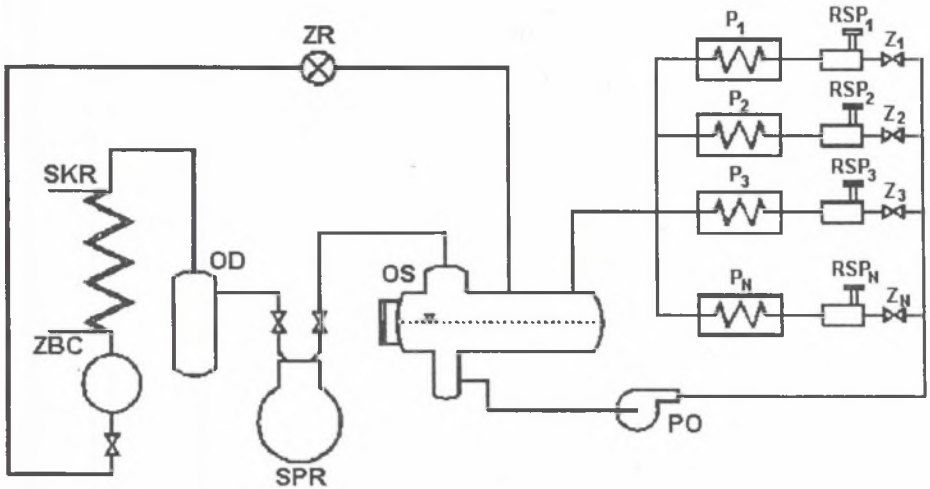 ZR
P1
RSP1
Z1
P2
RSP2
Z2
P3
RSP3
Z3
PN
RSPN
ZN
SKR
OD
OS
ZBC
SPR
PO